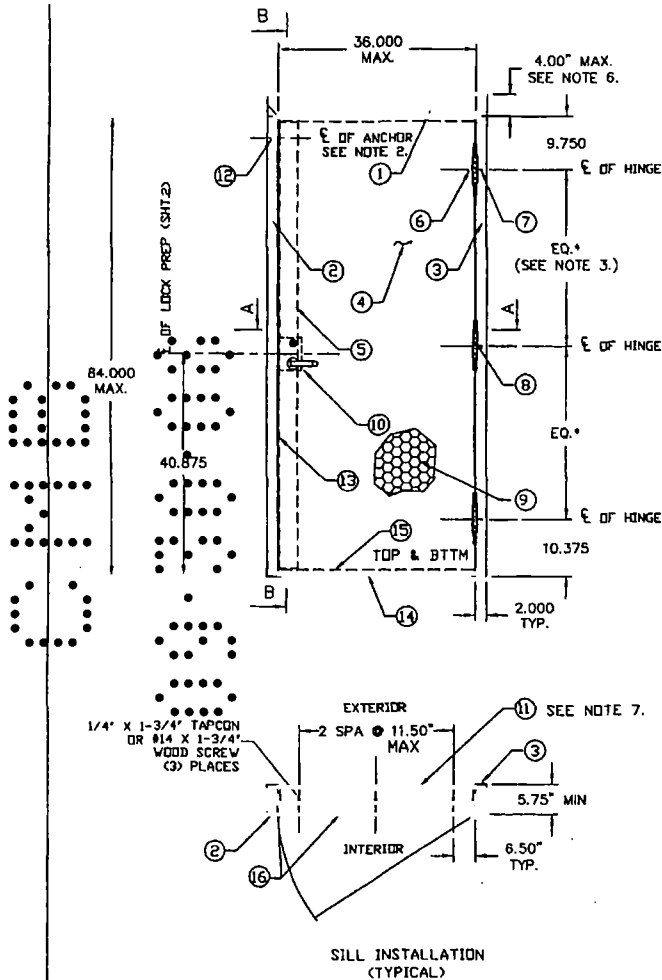 B
36.000
MAX.
4.00" MAX.
SEE NOTE 6.
℄ OF ANCHOR
SEE NOTE 2.
9.750
12
1
℄ OF HINGE
6
7
2
3
EQ.*
(SEE NOTE 3.)
4
OF LOCK PREP (SHT.2)
A
A
5
℄ OF HINGE
84.000
MAX.
8
10
40.875
EQ.*
13
9
℄ OF HINGE
15
TOP & BTTM
10.375
B
14
2.000
TYP.
1/4" X 1-3/4" TAPCON
OR #14 X 1-3/4"
WOOD SCREW
(3) PLACES
EXTERIOR
2 SPA @ 11.50"
MAX
11 SEE NOTE 7.
3
5.75" MIN
2
INTERIOR
6.50"
TYP.
16
SILL INSTALLATION
(TYPICAL)